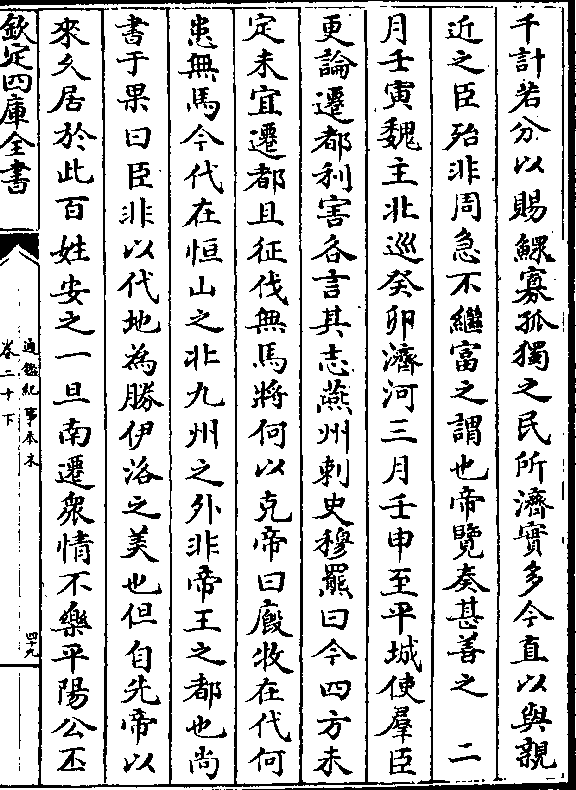 千計若分以賜鰥寡孤獨之民所濟實多今直以與親
近之臣殆非周急不繼富之謂也帝覽奏甚善之　二
月壬寅魏主北巡癸卯濟河三月壬申至平城使羣臣
更論遷都利害各言其志燕州刺史穆羆曰今四方未
定未宜遷都且征伐無馬將何以克帝曰廐牧在代何
患無馬今代在恒山之北九州之外非帝王之都也尚
書于果曰臣非以代地為勝伊洛之美也但自先帝以
來久居於此百姓安之一旦南遷衆情不樂平陽公丕
欽定四庫全書
通鑑紀事本末
卷二十下
四十九